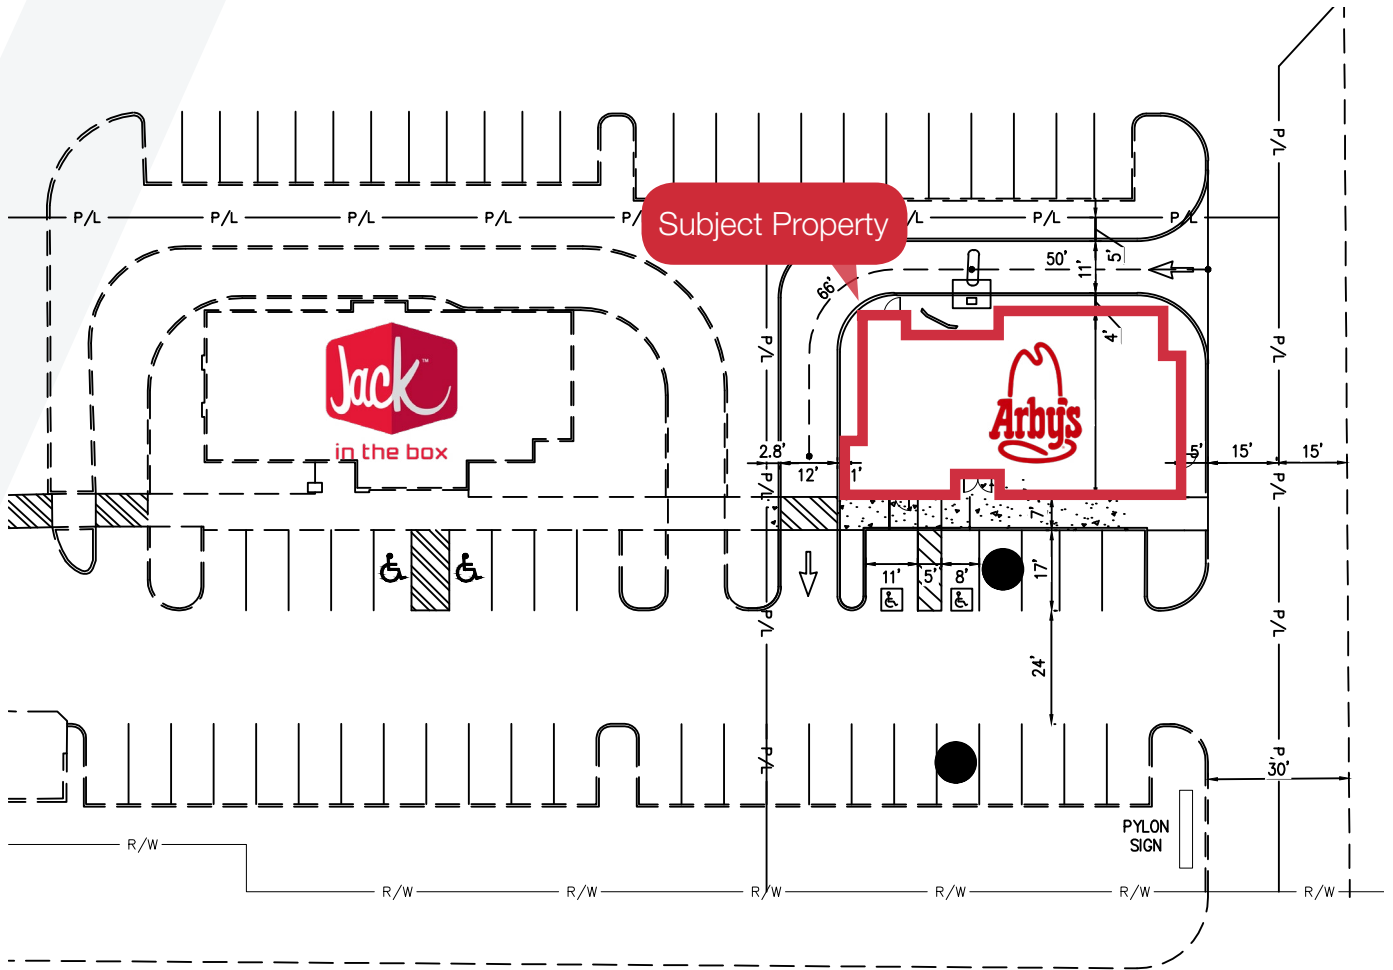 P/L
P/L P/L P/L P/L P/ /L P/L P/L
Subject Property
50'
5'
11'
66'
4'
P/L
P/L
Jack™
in the box
Arby's
2.8'
12'
1'
5'
15'
15'
P/L
P/L
7'
17'
11'
5'
8'
P/L
P/L
24'
P/L
P
30'
PYLON
SIGN
R/W
R/W R/W R/W R/W R/W R/W